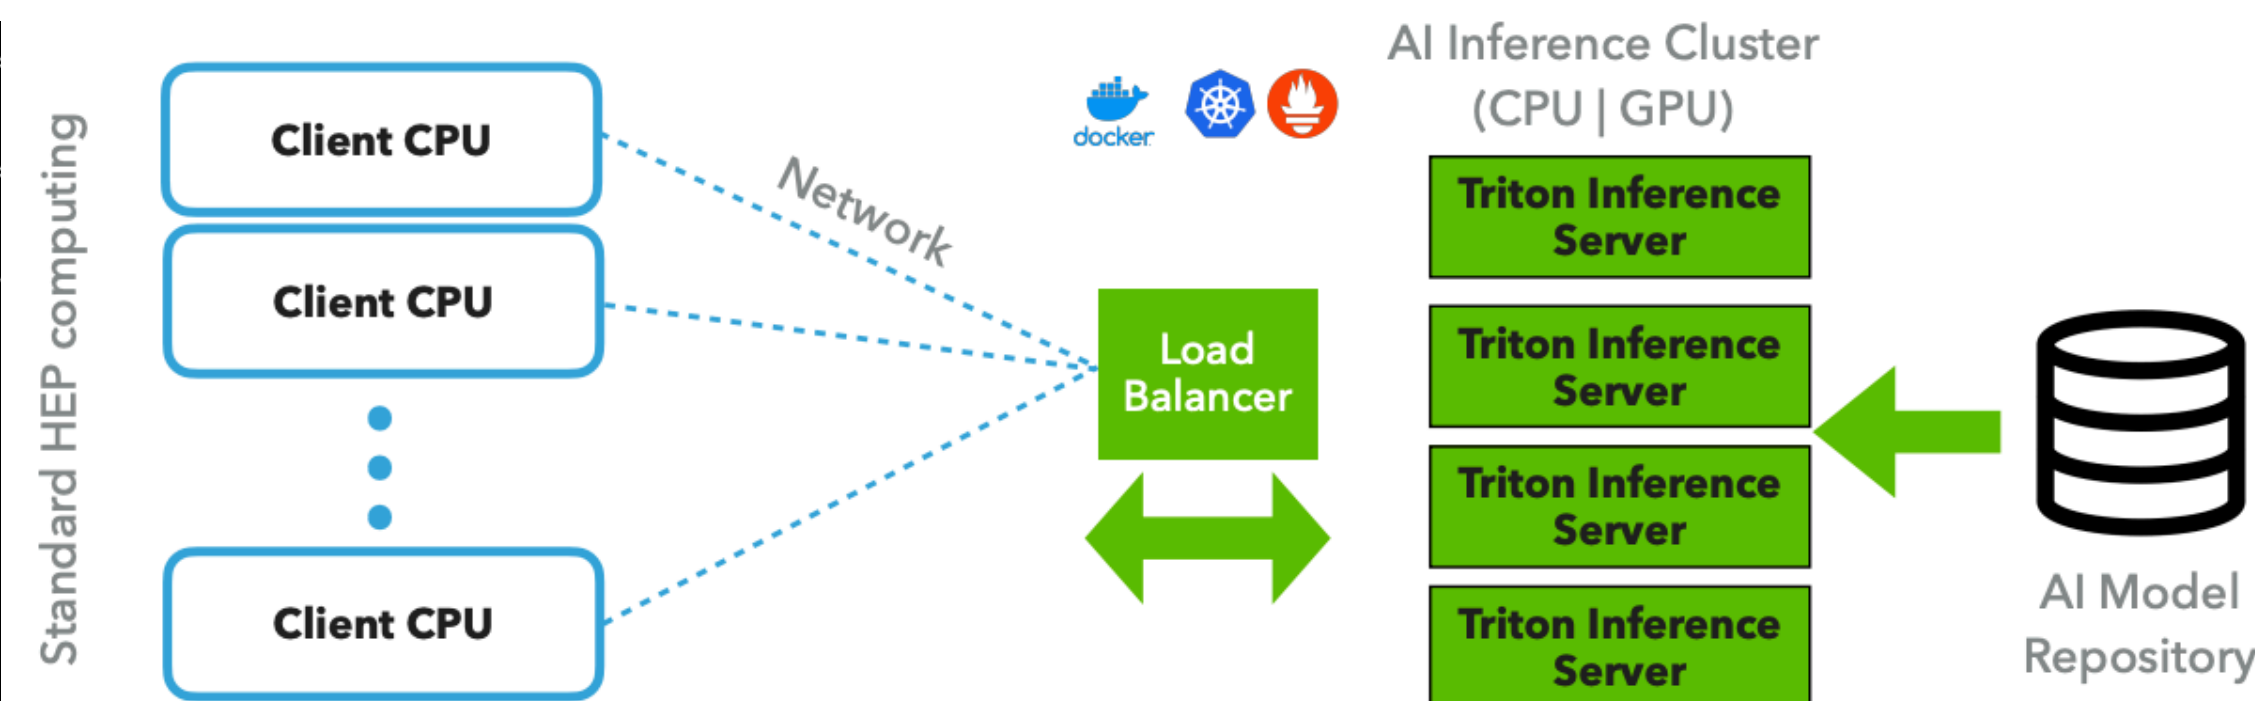 Standard HEP computing
Client CPU
Client CPU
Client CPU
Network
docker
Load
Balancer
AI Inference Cluster
(CPU | GPU)
Triton Inference
Server
Triton Inference
Server
Triton Inference
Server
Triton Inference
Server
AI Model
Repository